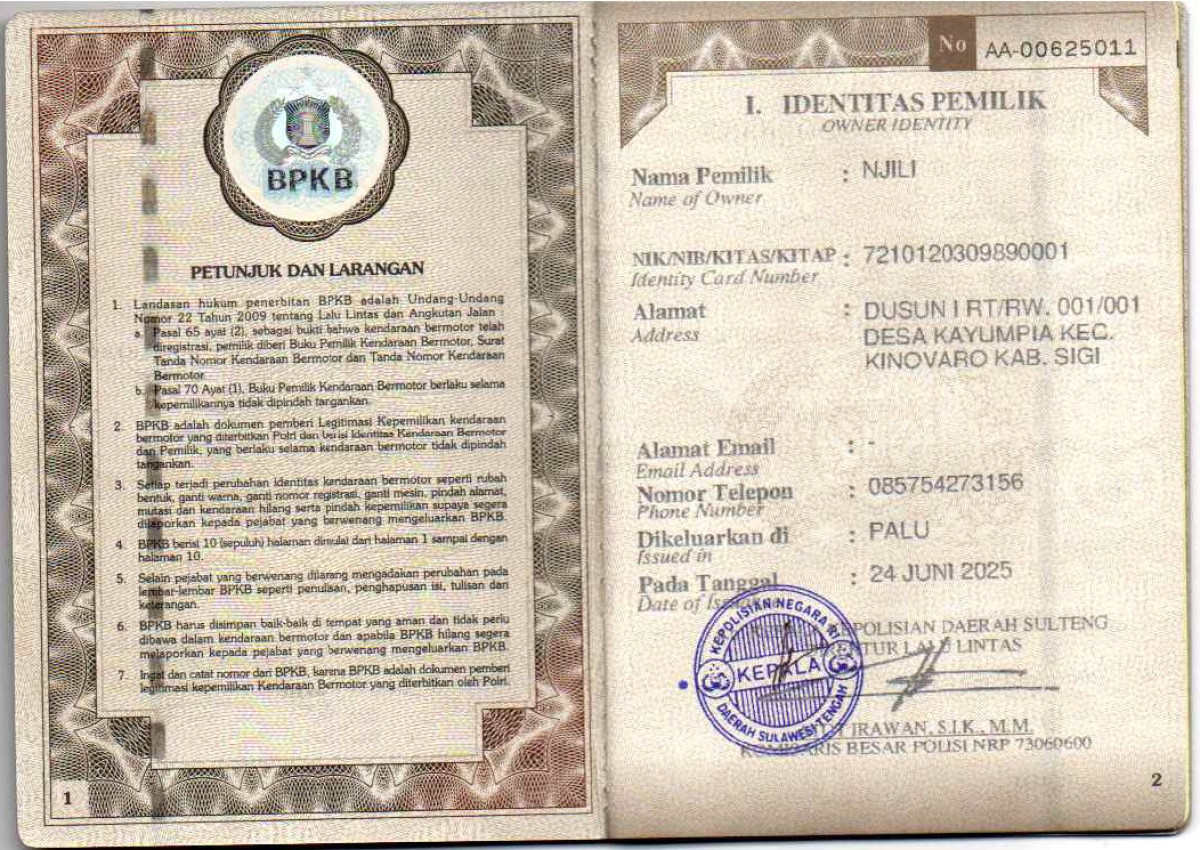 BPKB
PETUNJUK DAN LARANGAN
1. Landasan hukum penerbitan BPKB adalah Undang-Undang
Nomor 22 Tahun 2009 tentang Lalu Lintas dan Angkutan Jalan :
a. Pasal 65 ayat (2), sebagai bukti bahwa kendaraan bermotor telah
diregistrasi, pemilik diberi Buku Pemilik Kendaraan Bermotor, Surat
Tanda Nomor Kendaraan Bermotor dan Tanda Nomor Kendaraan
Bermotor
b. Pasal 70 Ayat (1), Buku Pemilik Kendaraan Bermotor berlaku selama
kepemilikannya tidak dipindah tangankan.
2. BPKB adalah dokumen pemberi Legitimasi Kepemilikan kendaraan
bermotor yang diterbitkan Polri dan berisi identitas Kendaraan Bermotor
dan Pemilik, yang berlaku selama kendaraan bermotor tidak dipindah
tangankan.
3. Setiap terjadi perubahan identitas kendaraan bermotor seperti rubah
bentuk, ganti warna, ganti nomor registrasi, ganti mesin, pindah alamat,
mutasi dan kendaraan hilang serta pindah kepemilikan supaya segera
dilaporkan kepada pejabat yang berwenang mengeluarkan BPKB.
4. BPKB berisi 10 (sepuluh) halaman dimulai dari halaman 1 sampai dengan
halaman 10.
5. Selain pejabat yang berwenang dilarang mengadakan perubahan pada
lembar-lembar BPKB seperti penulisan, penghapusan isi, tulisan dan
keterangan.
6. BPKB harus disimpan baik-baik di tempat yang aman dan tidak perlu
dibawa dalam kendaraan bermotor dan apabila BPKB hilang segera
melaporkan kepada pejabat yang berwenang mengeluarkan BPKB.
7. Ingat dan catat nomor dari BPKB, karena BPKB adalah dokumen pemberi
legitimasi kepemilikan Kendaraan Bermotor yang diterbitkan oleh Polri.
1
No AA-00625011
I. IDENTITAS PEMILIK
OWNER IDENTITY
Nama Pemilik : NJILI
Name of Owner
NIK/NIB/KITAS/KITAP : 7210120309890001
Identity Card Number
Alamat : DUSUN I RT/RW. 001/001
Address DESA KAYUMPIA KEC.
KINOVARO KAB. SIGI
Alamat Email : -
Email Address
Nomor Telepon : 085754273156
Phone Number
Dikeluarkan di : PALU
Issued in
Pada Tanggal : 24 JUNI 2025
Date of
KEPOLISIAN NEGARA RI
KEPALA
DAERAH SULAWESI TENGAH
POLISIAN DAERAH SULTENG
LALU LINTAS
IRAWAN, S.I.K., M.M.
BESAR POLISI NRP 73060600
2